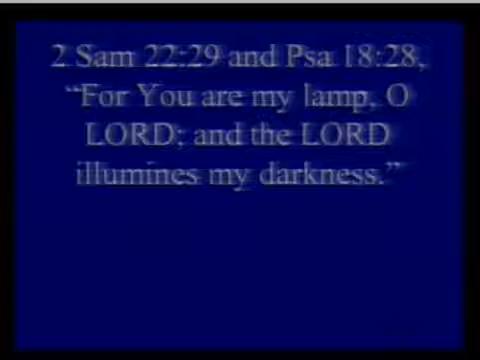 2 Sam 22:29 and Psa 18:28,
“For You are my lamp, O
LORD; and the LORD
illumines my darkness.”